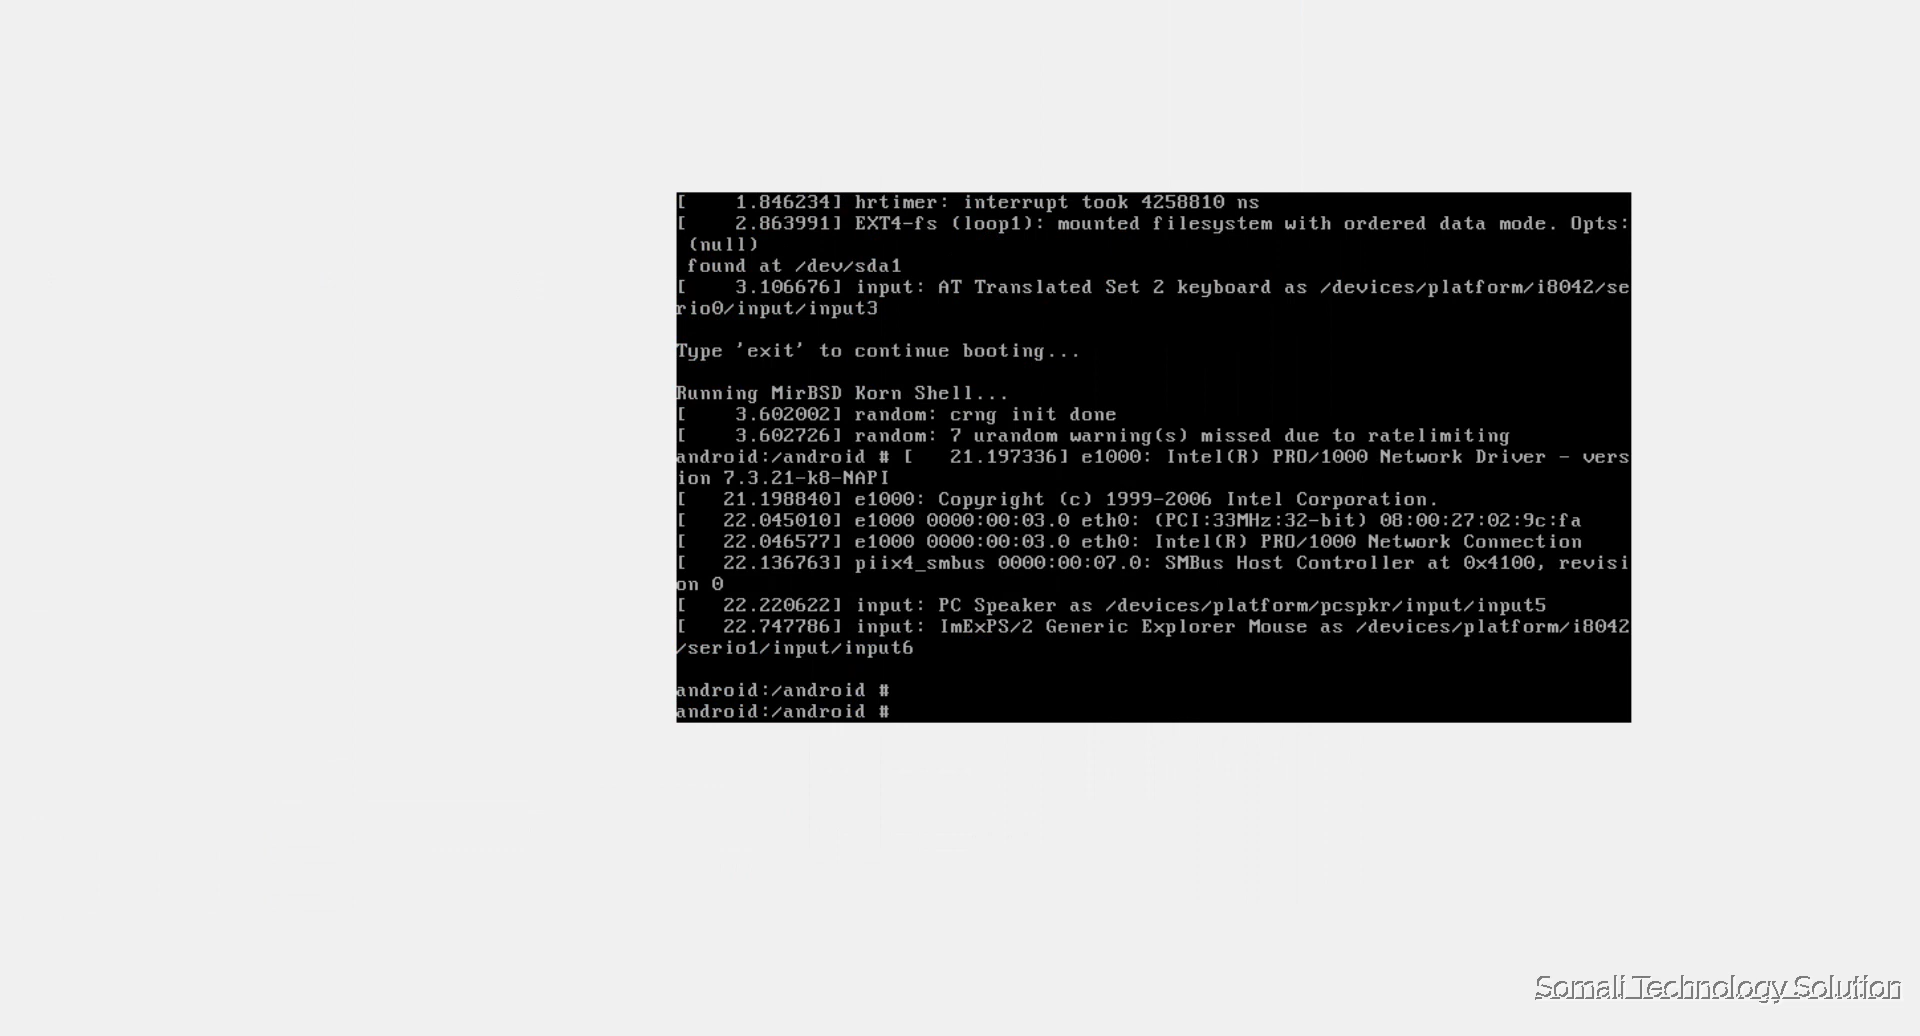 [    1.846234] hrtimer: interrupt took 4258810 ns
[    2.863991] EXT4-fs (loop1): mounted filesystem with ordered data mode. Opts:
 (null)
 found at /dev/sda1
[    3.106676] input: AT Translated Set 2 keyboard as /devices/platform/i8042/se
rio0/input/input3
Type 'exit' to continue booting...
Running MirBSD Korn Shell...
[    3.602002] random: crng init done
[    3.602726] random: 7 urandom warning(s) missed due to ratelimiting
android:/android # [   21.197336] e1000: Intel(R) PRO/1000 Network Driver - vers
ion 7.3.21-k8-NAPI
[   21.198840] e1000: Copyright (c) 1999-2006 Intel Corporation.
[   22.045010] e1000 0000:00:03.0 eth0: (PCI:33MHz:32-bit) 08:00:27:02:9c:fa
[   22.046577] e1000 0000:00:03.0 eth0: Intel(R) PRO/1000 Network Connection
[   22.136763] piix4_smbus 0000:00:07.0: SMBus Host Controller at 0x4100, revisi
on 0
[   22.220622] input: PC Speaker as /devices/platform/pcspkr/input/input5
[   22.747786] input: ImExPS/2 Generic Explorer Mouse as /devices/platform/i8042
/serio1/input/input6
android:/android #
android:/android #
Somali Technology Solution